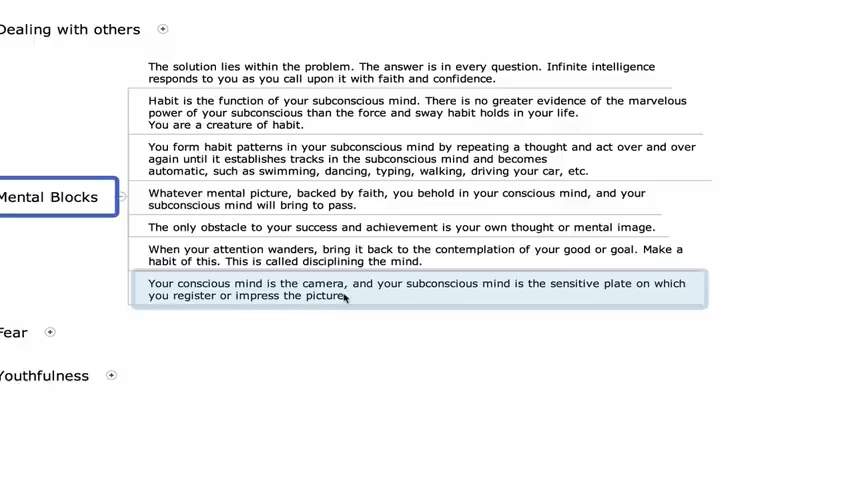 Dealing with others
The solution lies within the problem. The answer is in every question. Infinite intelligence
responds to you as you call upon it with faith and confidence.
Habit is the function of your subconscious mind. There is no greater evidence of the marvelous
power of your subconscious than the force and sway habit holds in your life.
You are a creature of habit.
You form habit patterns in your subconscious mind by repeating a thought and act over and over
again until it establishes tracks in the subconscious mind and becomes
automatic, such as swimming, dancing, typing, walking, driving your car, etc.
Mental Blocks
Whatever mental picture, backed by faith, you behold in your conscious mind, and your
subconscious mind will bring to pass.
The only obstacle to your success and achievement is your own thought or mental image.
When your attention wanders, bring it back to the contemplation of your good or goal. Make a
habit of this. This is called disciplining the mind.
Your conscious mind is the camera, and your subconscious mind is the sensitive plate on which
you register or impress the picture.
Fear
Youthfulness